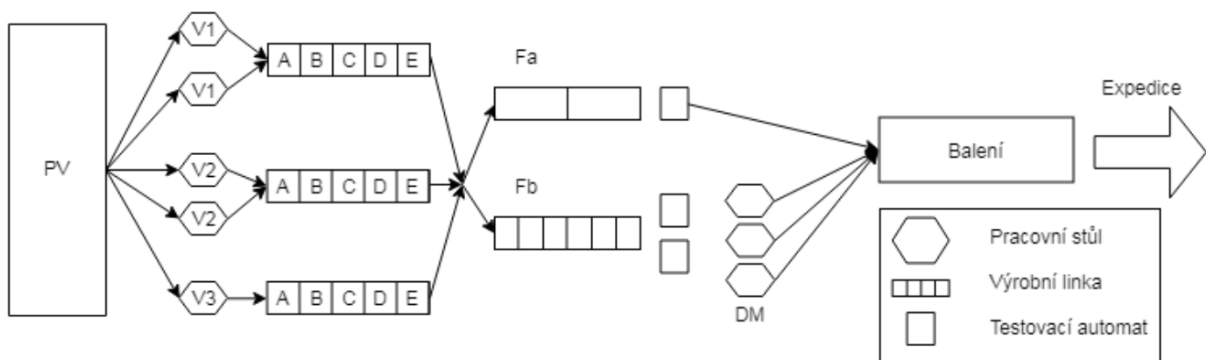 PV
V1
V1
A B C D E
V2
V2
A B C D E
V3
A B C D E
Fa
Fb
DM
Balení
Expedice
Pracovní stůl
Výrobní linka
Testovací automat